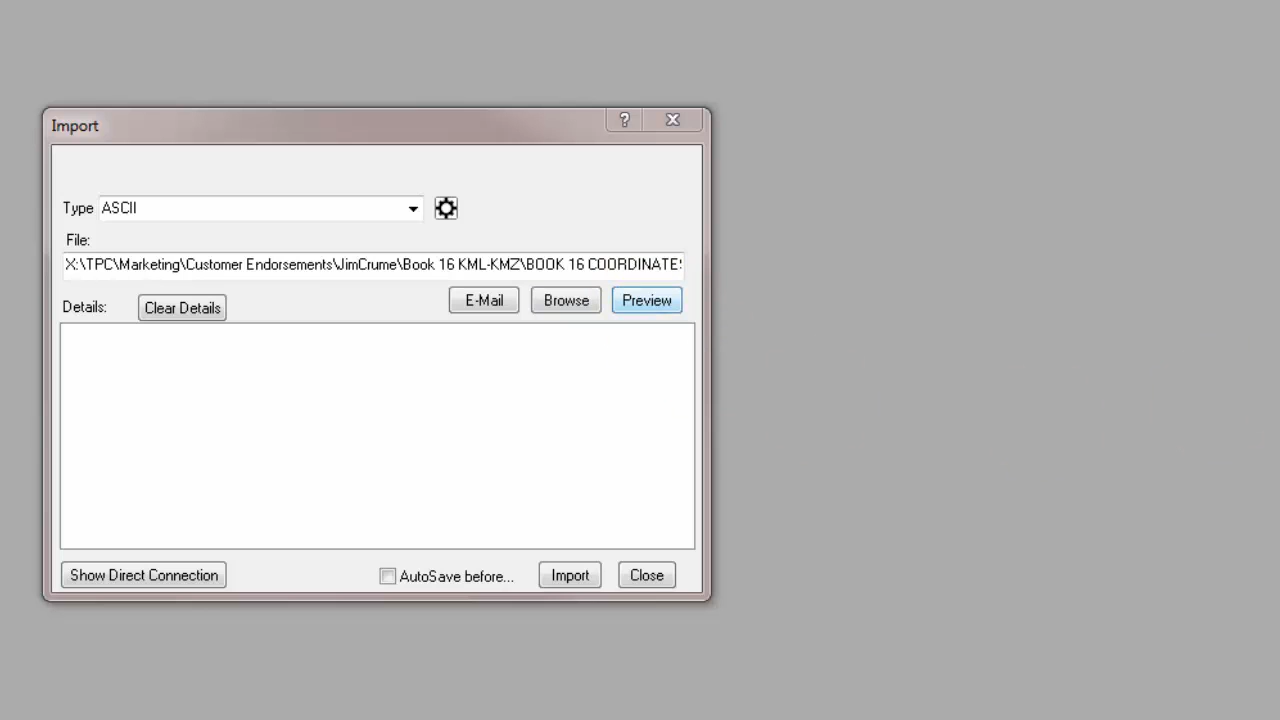 Import
?
Type ASCII
File:
X:\TPC\Marketing\Customer Endorsements\JimCrume\Book 16 KML-KMZ\BOOK 16 COORDINATES
Details: Clear Details E-Mail Browse Preview
Show Direct Connection AutoSave before... Import Close